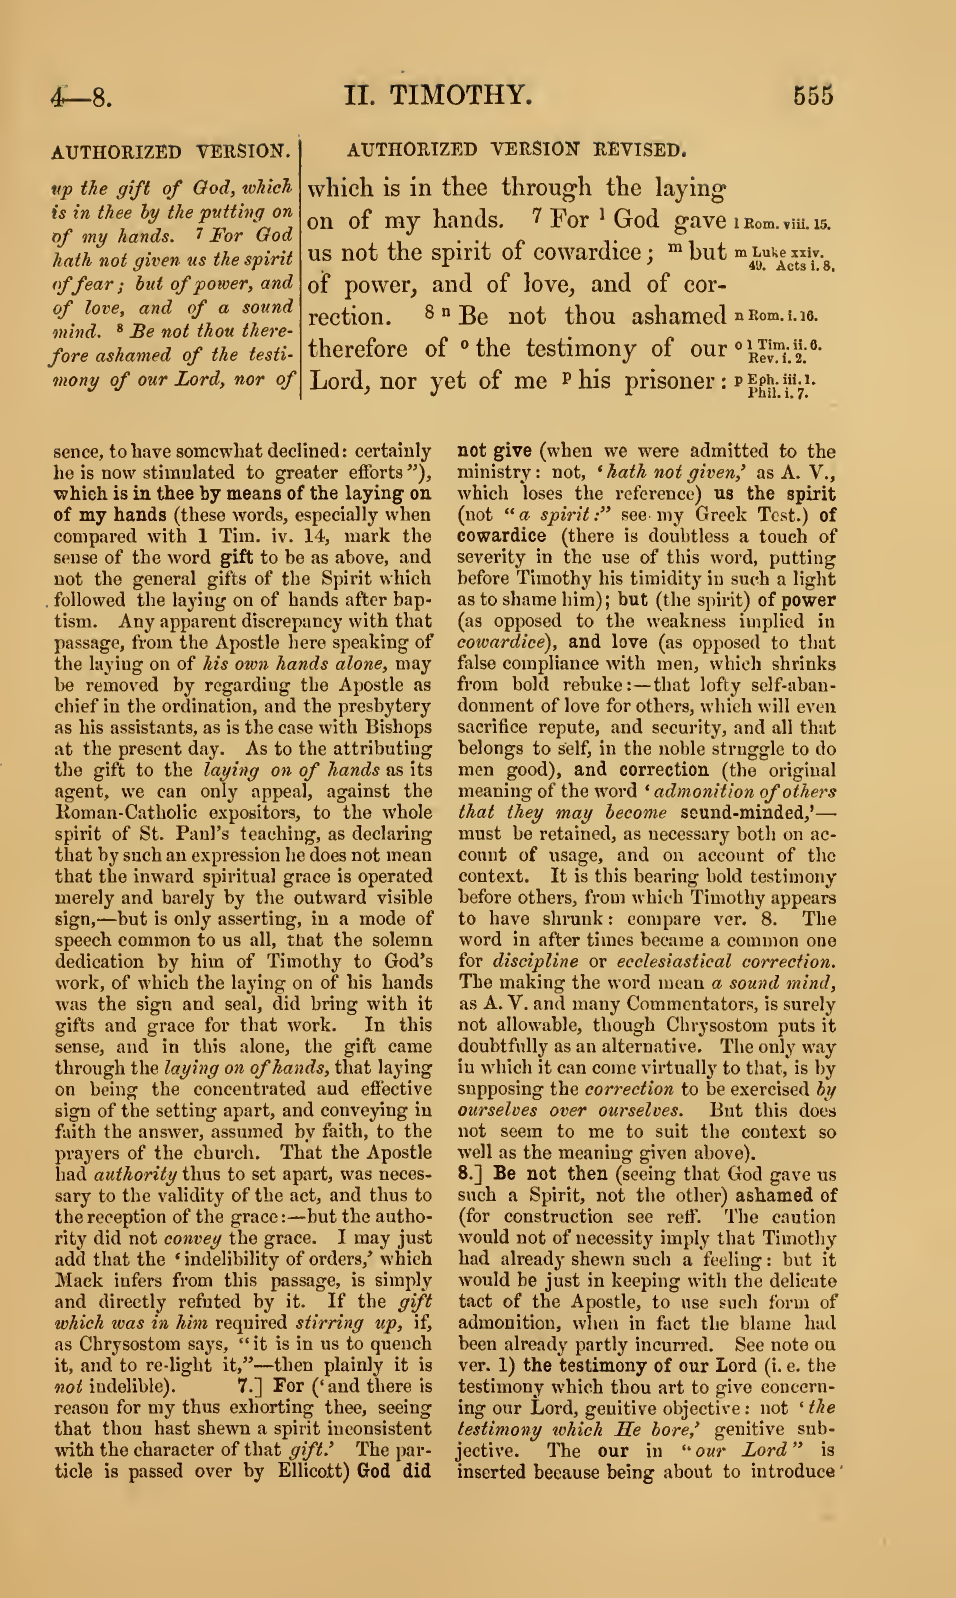 4—8.
II. TIMOTHY.
555
AUTHORIZED VERSION.
up the gift of God, which
is in thee by the putting on
of my hands. 7 For God
hath not given us the spirit
of fear; but of power, and
of love, and of a sound
mind. 8 Be not thou there-
fore ashamed of the testi-
mony of our Lord, nor of
AUTHORIZED VERSION REVISED.
which is in thee through the laying
on of my hands. 7 For l God gave
us not the spirit of cowardice; m but
of power, and of love, and of cor-
rection. 8 n Be not thou ashamed
therefore of o the testimony of our
Lord, nor yet of me p his prisoner:
l Rom. viii. 15.
m Luke xxiv.
49. Acts i. 8.
n Rom. i. 16.
o 1 Tim. ii. 6.
Rev. i. 2.
p Eph. iii. 1.
Phil. i. 7.
sence, to have somewhat declined: certainly
he is now stimulated to greater efforts"),
which is in thee by means of the laying on
of my hands (these words, especially when
compared with 1 Tim. iv. 14, mark the
sense of the word gift to be as above, and
not the general gifts of the Spirit which
followed the laying on of hands after bap-
tism. Any apparent discrepancy with that
passage, from the Apostle here speaking of
the laying on of his own hands alone, may
be removed by regarding the Apostle as
chief in the ordination, and the presbytery
as his assistants, as is the case with Bishops
at the present day. As to the attributing
the gift to the laying on of hands as its
agent, we can only appeal, against the
Roman-Catholic expositors, to the whole
spirit of St. Paul's teaching, as declaring
that by such an expression he does not mean
that the inward spiritual grace is operated
merely and barely by the outward visible
sign,—but is only asserting, in a mode of
speech common to us all, that the solemn
dedication by him of Timothy to God's
work, of which the laying on of his hands
was the sign and seal, did bring with it
gifts and grace for that work. In this
sense, and in this alone, the gift came
through the laying on of hands, that laying
on being the concentrated and effective
sign of the setting apart, and conveying in
faith the answer, assumed by faith, to the
prayers of the church. That the Apostle
had authority thus to set apart, was neces-
sary to the validity of the act, and thus to
the reception of the grace:—but the autho-
rity did not convey the grace. I may just
add that the 'indelibility of orders,' which
Mack infers from this passage, is simply
and directly refuted by it. If the gift
which was in him required stirring up, if,
as Chrysostom says, "it is in us to quench
it, and to re-light it,"—then plainly it is
not indelible). 7.] For ('and there is
reason for my thus exhorting thee, seeing
that thou hast shewn a spirit inconsistent
with the character of that gift.' The par-
ticle is passed over by Ellicott) God did
not give (when we were admitted to the
ministry: not, 'hath not given,' as A. V.,
which loses the reference) us the spirit
(not "a spirit:" see my Greek Test.) of
cowardice (there is doubtless a touch of
severity in the use of this word, putting
before Timothy his timidity in such a light
as to shame him); but (the spirit) of power
(as opposed to the weakness implied in
cowardice), and love (as opposed to that
false compliance with men, which shrinks
from bold rebuke:—that lofty self-aban-
donment of love for others, which will even
sacrifice repute, and security, and all that
belongs to self, in the noble struggle to do
men good), and correction (the original
meaning of the word 'admonition of others
that they may become sound-minded,'—
must be retained, as necessary both on ac-
count of usage, and on account of the
context. It is this bearing bold testimony
before others, from which Timothy appears
to have shrunk: compare ver. 8. The
word in after times became a common one
for discipline or ecclesiastical correction.
The making the word mean a sound mind,
as A. V. and many Commentators, is surely
not allowable, though Chrysostom puts it
doubtfully as an alternative. The only way
in which it can come virtually to that, is by
supposing the correction to be exercised by
ourselves over ourselves. But this does
not seem to me to suit the context so
well as the meaning given above).
8.] Be not then (seeing that God gave us
such a Spirit, not the other) ashamed of
(for construction see reff. The caution
would not of necessity imply that Timothy
had already shewn such a feeling: but it
would be just in keeping with the delicate
tact of the Apostle, to use such form of
admonition, when in fact the blame had
been already partly incurred. See note on
ver. 1) the testimony of our Lord (i. e. the
testimony which thou art to give concern-
ing our Lord, genitive objective: not 'the
testimony which He bore,' genitive sub-
jective. The our in "our Lord" is
inserted because being about to introduce